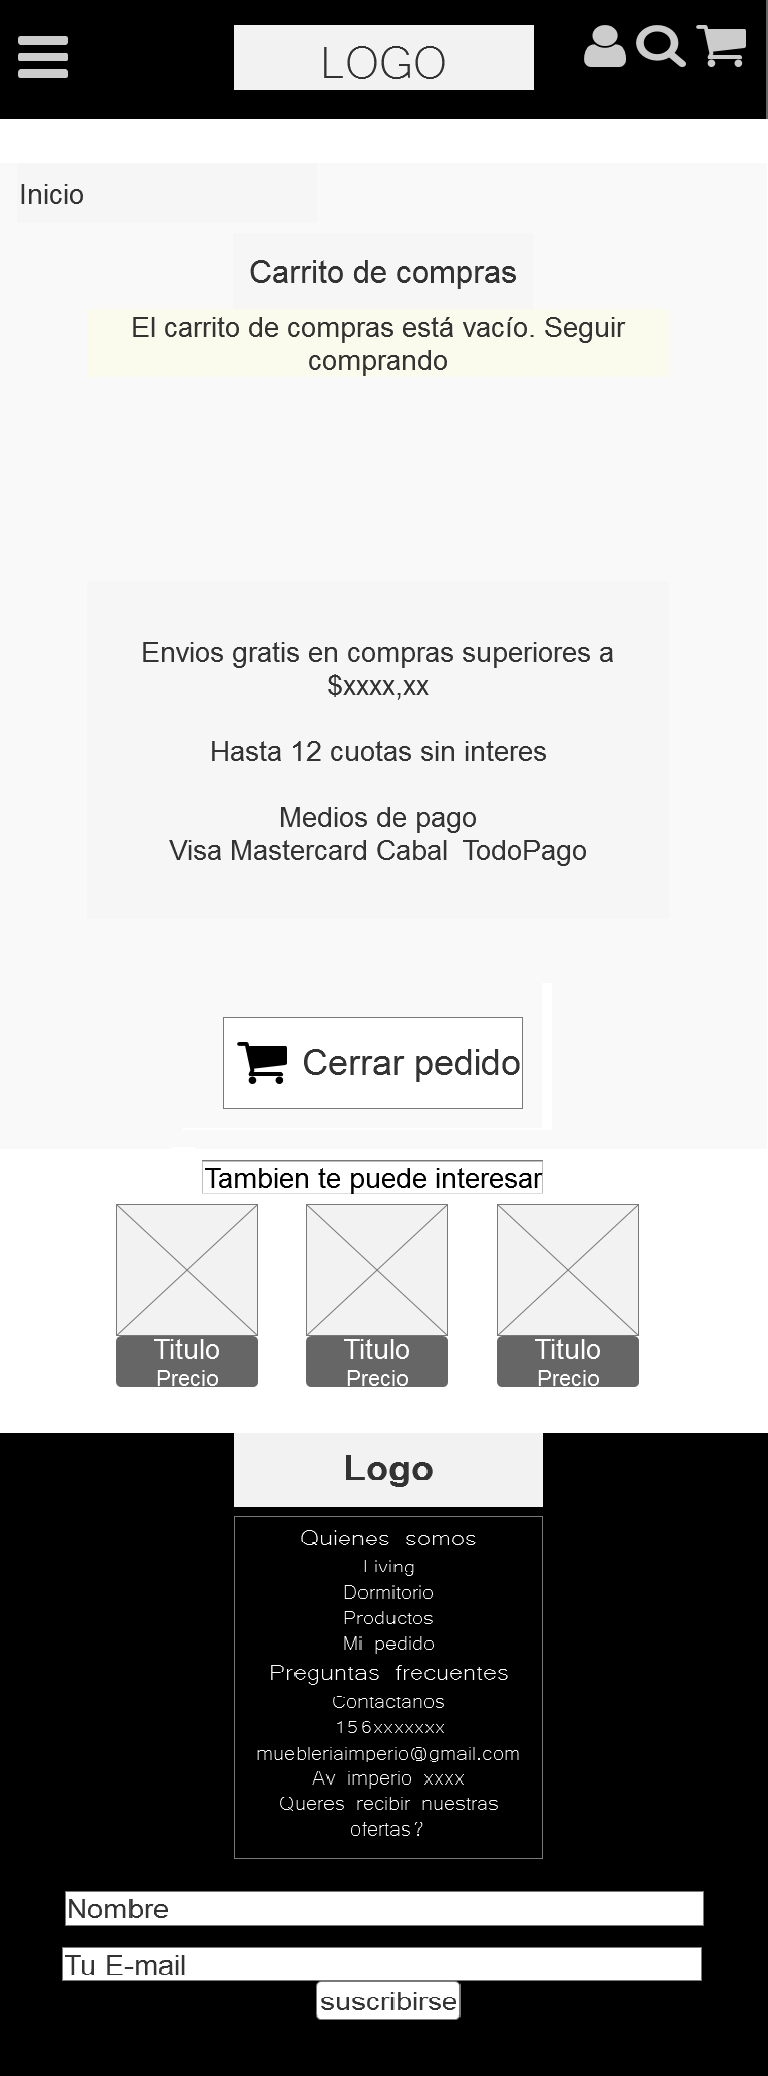 LOGO
Inicio
Carrito de compras
El carrito de compras está vacío. Seguir
comprando
Envios gratis en compras superiores a
$xxxx,xx
Hasta 12 cuotas sin interes
Medios de pago
Visa Mastercard Cabal TodoPago
Cerrar pedido
Tambien te puede interesar
Titulo Titulo Titulo
Precio Precio Precio
Logo
Quienes somos
Living
Dormitorio
Productos
Mi pedido
Preguntas frecuentes
Contactanos
156xxxxxxx
muebleriaimperio@gmail.com
Av imperio xxxx
Queres recibir nuestras
ofertas?
Nombre
Tu E-mail
suscribirse